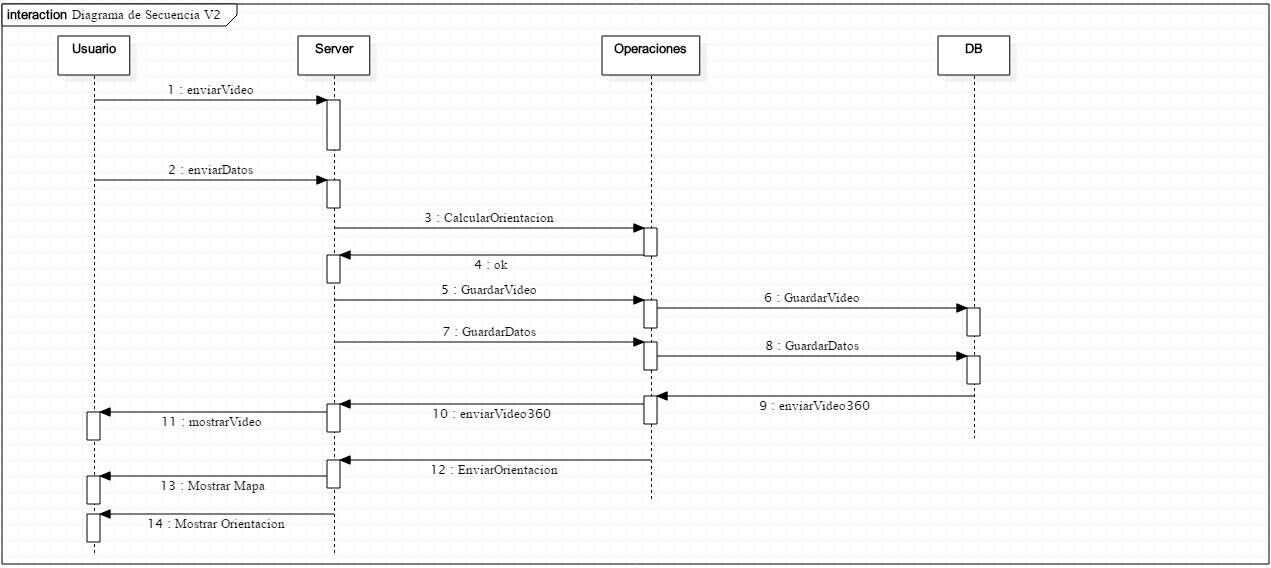 interaction Diagrama de Secuencia V2
Usuario
Server
Operaciones
DB
1 : enviarVideo
2 : enviarDatos
3 : CalcularOrientacion
4 : ok
5 : GuardarVideo
6 : GuardarVideo
7 : GuardarDatos
8 : GuardarDatos
9 : enviarVideo360
10 : enviarVideo360
11 : mostrarVideo
12 : EnviarOrientacion
13 : Mostrar Mapa
14 : Mostrar Orientacion